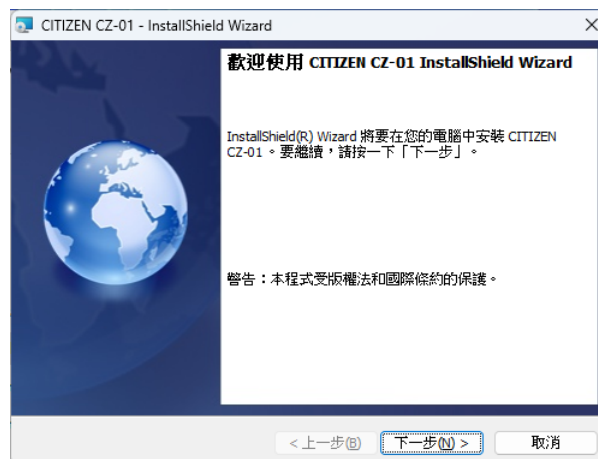 CITIZEN CZ-01 - InstallShield Wizard
歡迎使用 CITIZEN CZ-01 InstallShield Wizard
InstallShield(R) Wizard 將要在您的電腦中安裝 CITIZEN
CZ-01。要繼續，請按一下「下一步」。
警告：本程式受版權法和國際條約的保護。
< 上一步(B)
下一步(N) >
取消